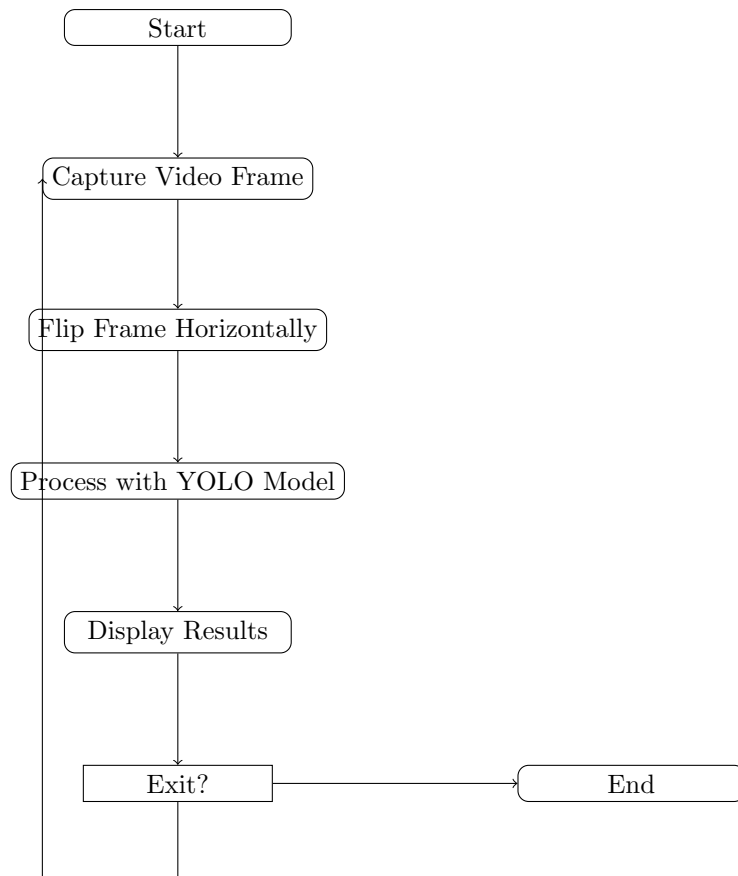 Start
Capture Video Frame
Flip Frame Horizontally
Process with YOLO Model
Display Results
Exit?
End